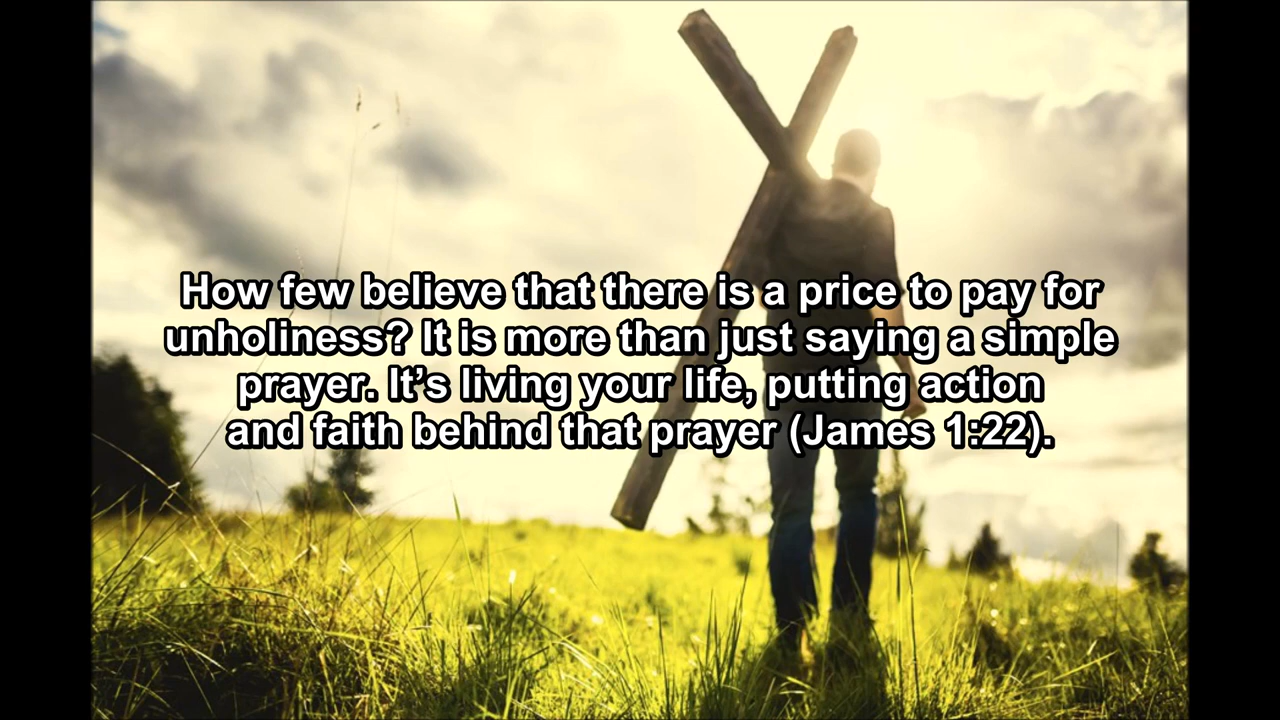 How few believe that there is a price to pay for
unholiness? It is more than just saying a simple
prayer. It’s living your life, putting action
and faith behind that prayer (James 1:22).